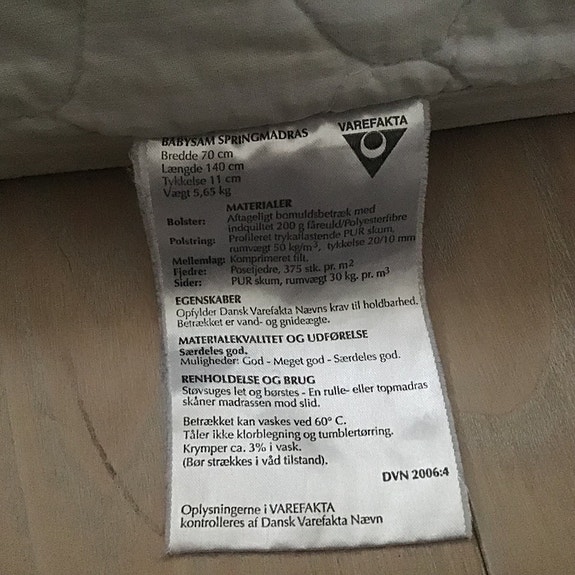 BABYSAM SPRINGMADRAS
VAREFAKTA
Bredde 70 cm
Længde 140 cm
Tykkelse 11 cm
Vægt 5,65 kg
MATERIALER
Bolster: Aftageligt bomuldsbetræk med
indquiltet 200 g fåreuld/Polyesterfibre
Polstring: Profileret trykaflastende PUR skum,
rumvægt 50 kg/m³, tykkelse 20/10 mm
Mellemlag: Komprimeret filt.
Fjedre: Posefjedre, 375 stk. pr. m²
Sider: PUR skum, rumvægt 30 kg. pr. m³
EGENSKABER
Opfylder Dansk Varefakta Nævns krav til holdbarhed.
Betrækket er vand- og gnideægte.
MATERIALEKVALITET OG UDFØRELSE
Særdeles god.
Muligheder: God - Meget god - Særdeles god.
RENHOLDELSE OG BRUG
Støvsuges let og børstes - En rulle- eller topmadras
skåner madrassen mod slid.
Betrækket kan vaskes ved 60° C.
Tåler ikke klorblegning og tumblertørring.
Krymper ca. 3% i vask.
(Bør strækkes i våd tilstand).
DVN 2006:4
Oplysningerne i VAREFAKTA
kontrolleres af Dansk Varefakta Nævn